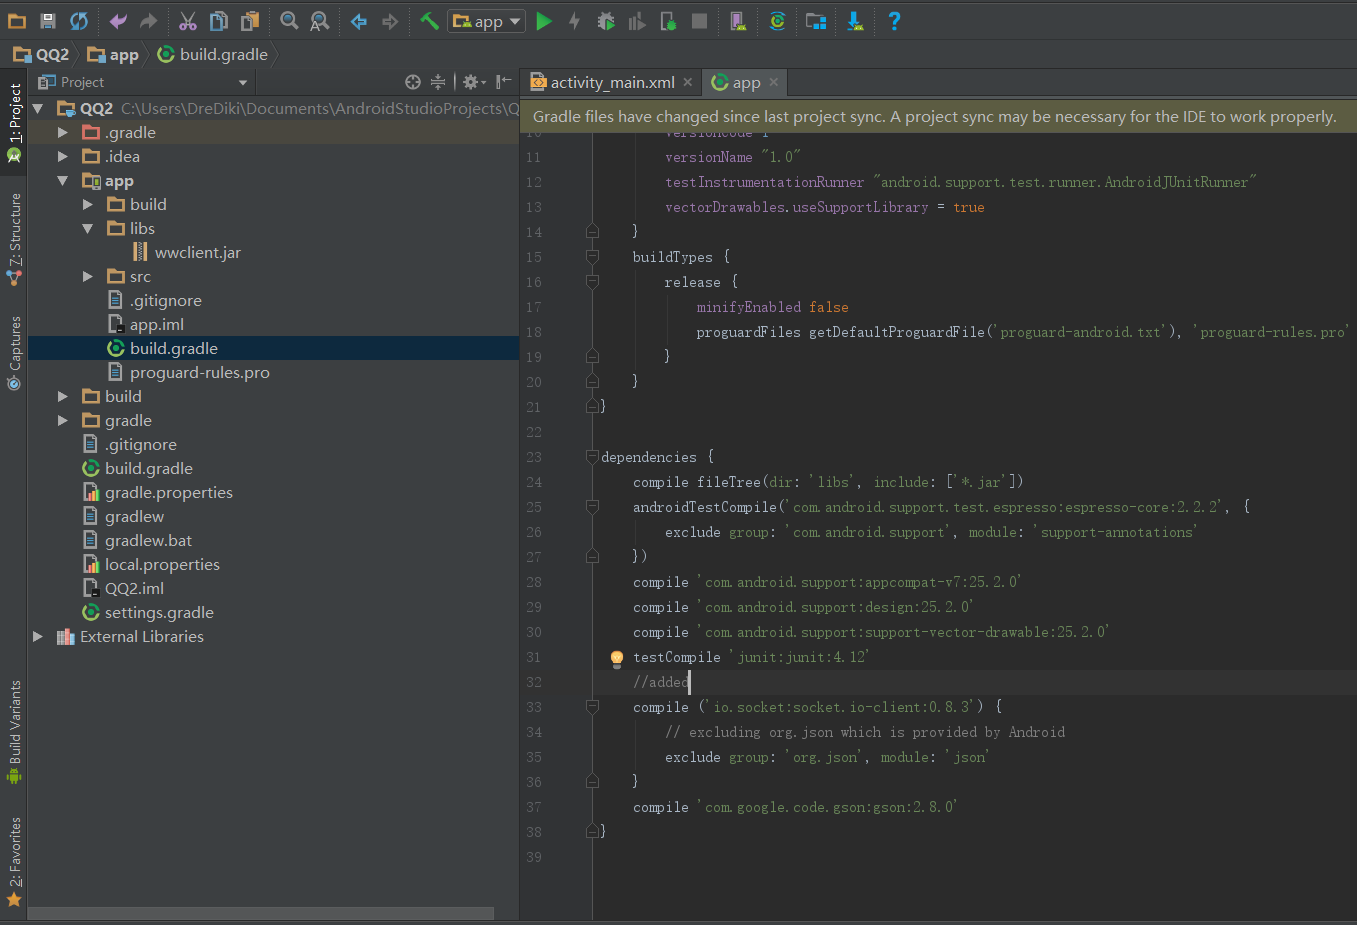 app
QQ2
app
build.gradle
Project
activity_main.xml
app
1: Project
Z: Structure
Captures
Build Variants
2: Favorites
QQ2 C:\Users\DreDiki\Documents\AndroidStudioProjects\Q
.gradle
.idea
app
build
libs
wwclient.jar
src
.gitignore
app.iml
build.gradle
proguard-rules.pro
build
gradle
.gitignore
build.gradle
gradle.properties
gradlew
gradlew.bat
local.properties
QQ2.iml
settings.gradle
External Libraries
Gradle files have changed since last project sync. A project sync may be necessary for the IDE to work properly.
10 versionCode 1
11 versionName "1.0"
12 testInstrumentationRunner "android.support.test.runner.AndroidJUnitRunner"
13 vectorDrawables.useSupportLibrary = true
14 }
15 buildTypes {
16 release {
17 minifyEnabled false
18 proguardFiles getDefaultProguardFile('proguard-android.txt'), 'proguard-rules.pro'
19 }
20 }
21 }
22
23 dependencies {
24 compile fileTree(dir: 'libs', include: ['*.jar'])
25 androidTestCompile('com.android.support.test.espresso:espresso-core:2.2.2', {
26 exclude group: 'com.android.support', module: 'support-annotations'
27 })
28 compile 'com.android.support:appcompat-v7:25.2.0'
29 compile 'com.android.support:design:25.2.0'
30 compile 'com.android.support:support-vector-drawable:25.2.0'
31 testCompile 'junit:junit:4.12'
32 //added
33 compile ('io.socket:socket.io-client:0.8.3') {
34 // excluding org.json which is provided by Android
35 exclude group: 'org.json', module: 'json'
36 }
37 compile 'com.google.code.gson:gson:2.8.0'
38 }
39